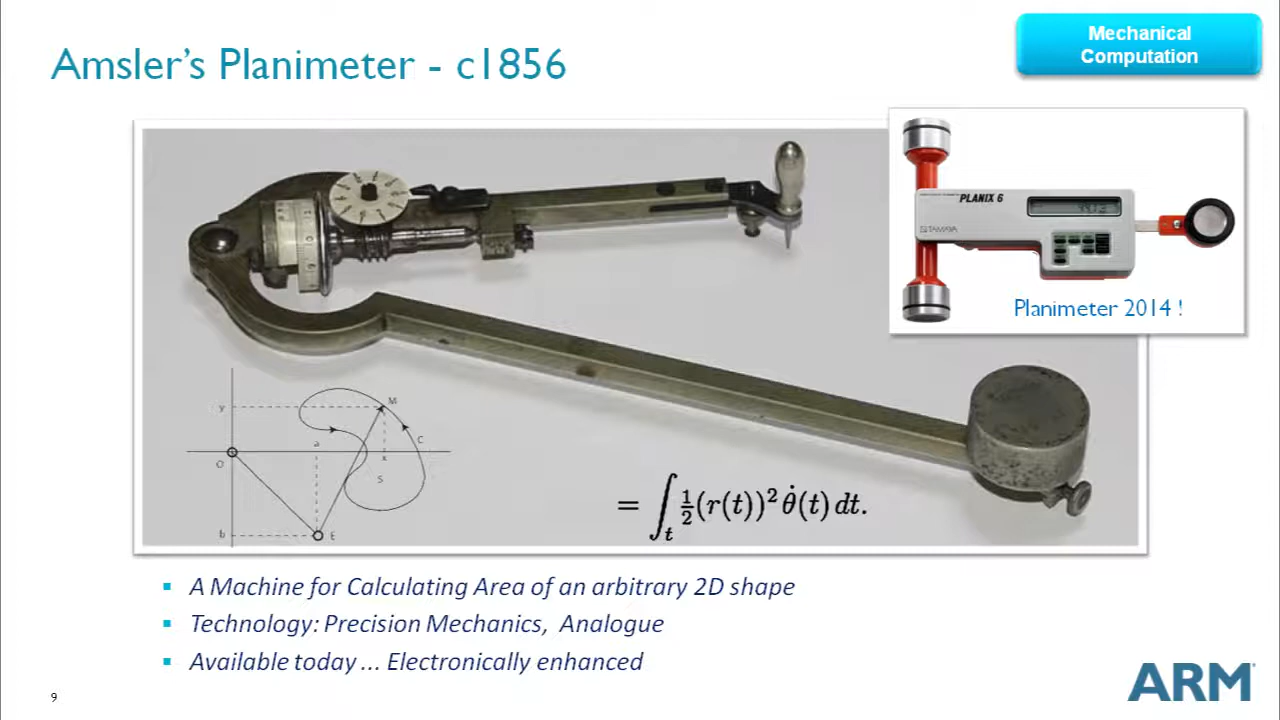 Mechanical
Computation
Amsler's Planimeter - c1856
PLANIX 6
TAMAYA
Planimeter 2014 !
M
y
a
C
O
x
S
b
E
= ∫ₜ ½(r(t))² θ̇(t) dt.
▪ A Machine for Calculating Area of an arbitrary 2D shape
▪ Technology: Precision Mechanics, Analogue
▪ Available today ... Electronically enhanced
9
ARM